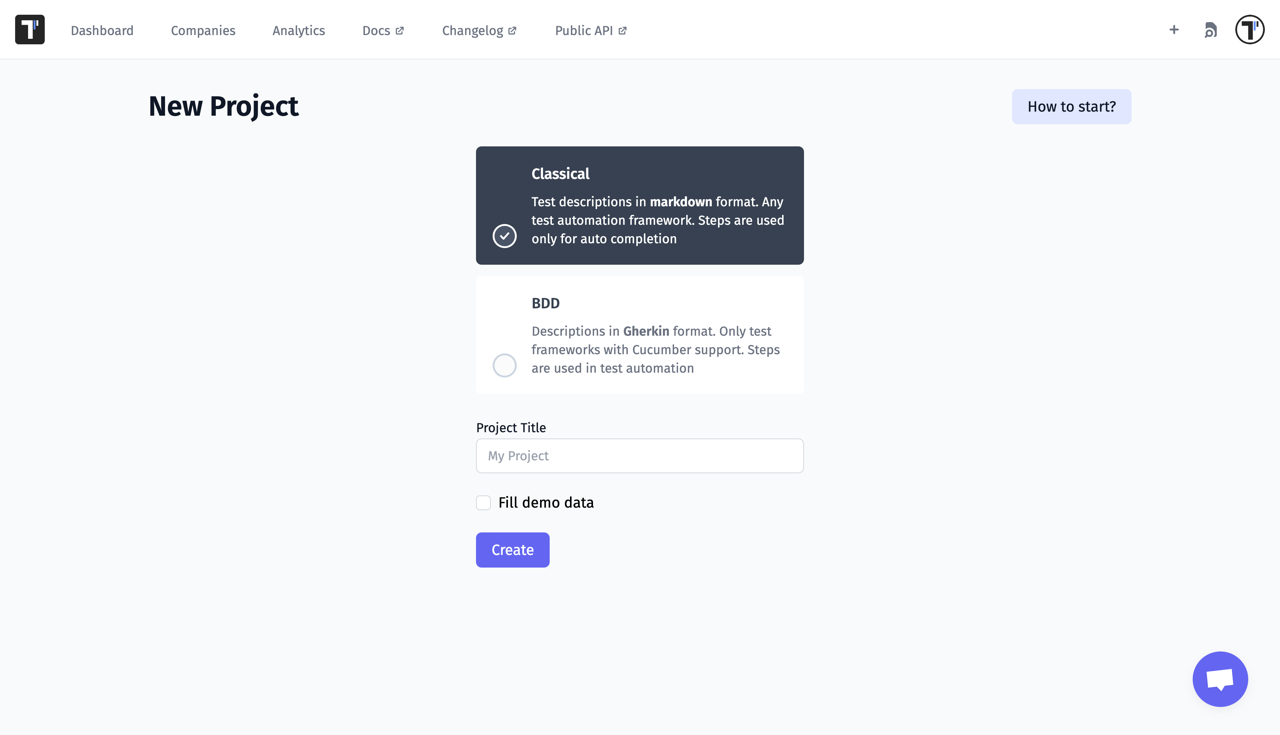 Dashboard Companies Analytics Docs Changelog Public API
New Project
How to start?
Classical
Test descriptions in markdown format. Any
test automation framework. Steps are used
only for auto completion
BDD
Descriptions in Gherkin format. Only test
frameworks with Cucumber support. Steps
are used in test automation
Project Title
My Project
Fill demo data
Create